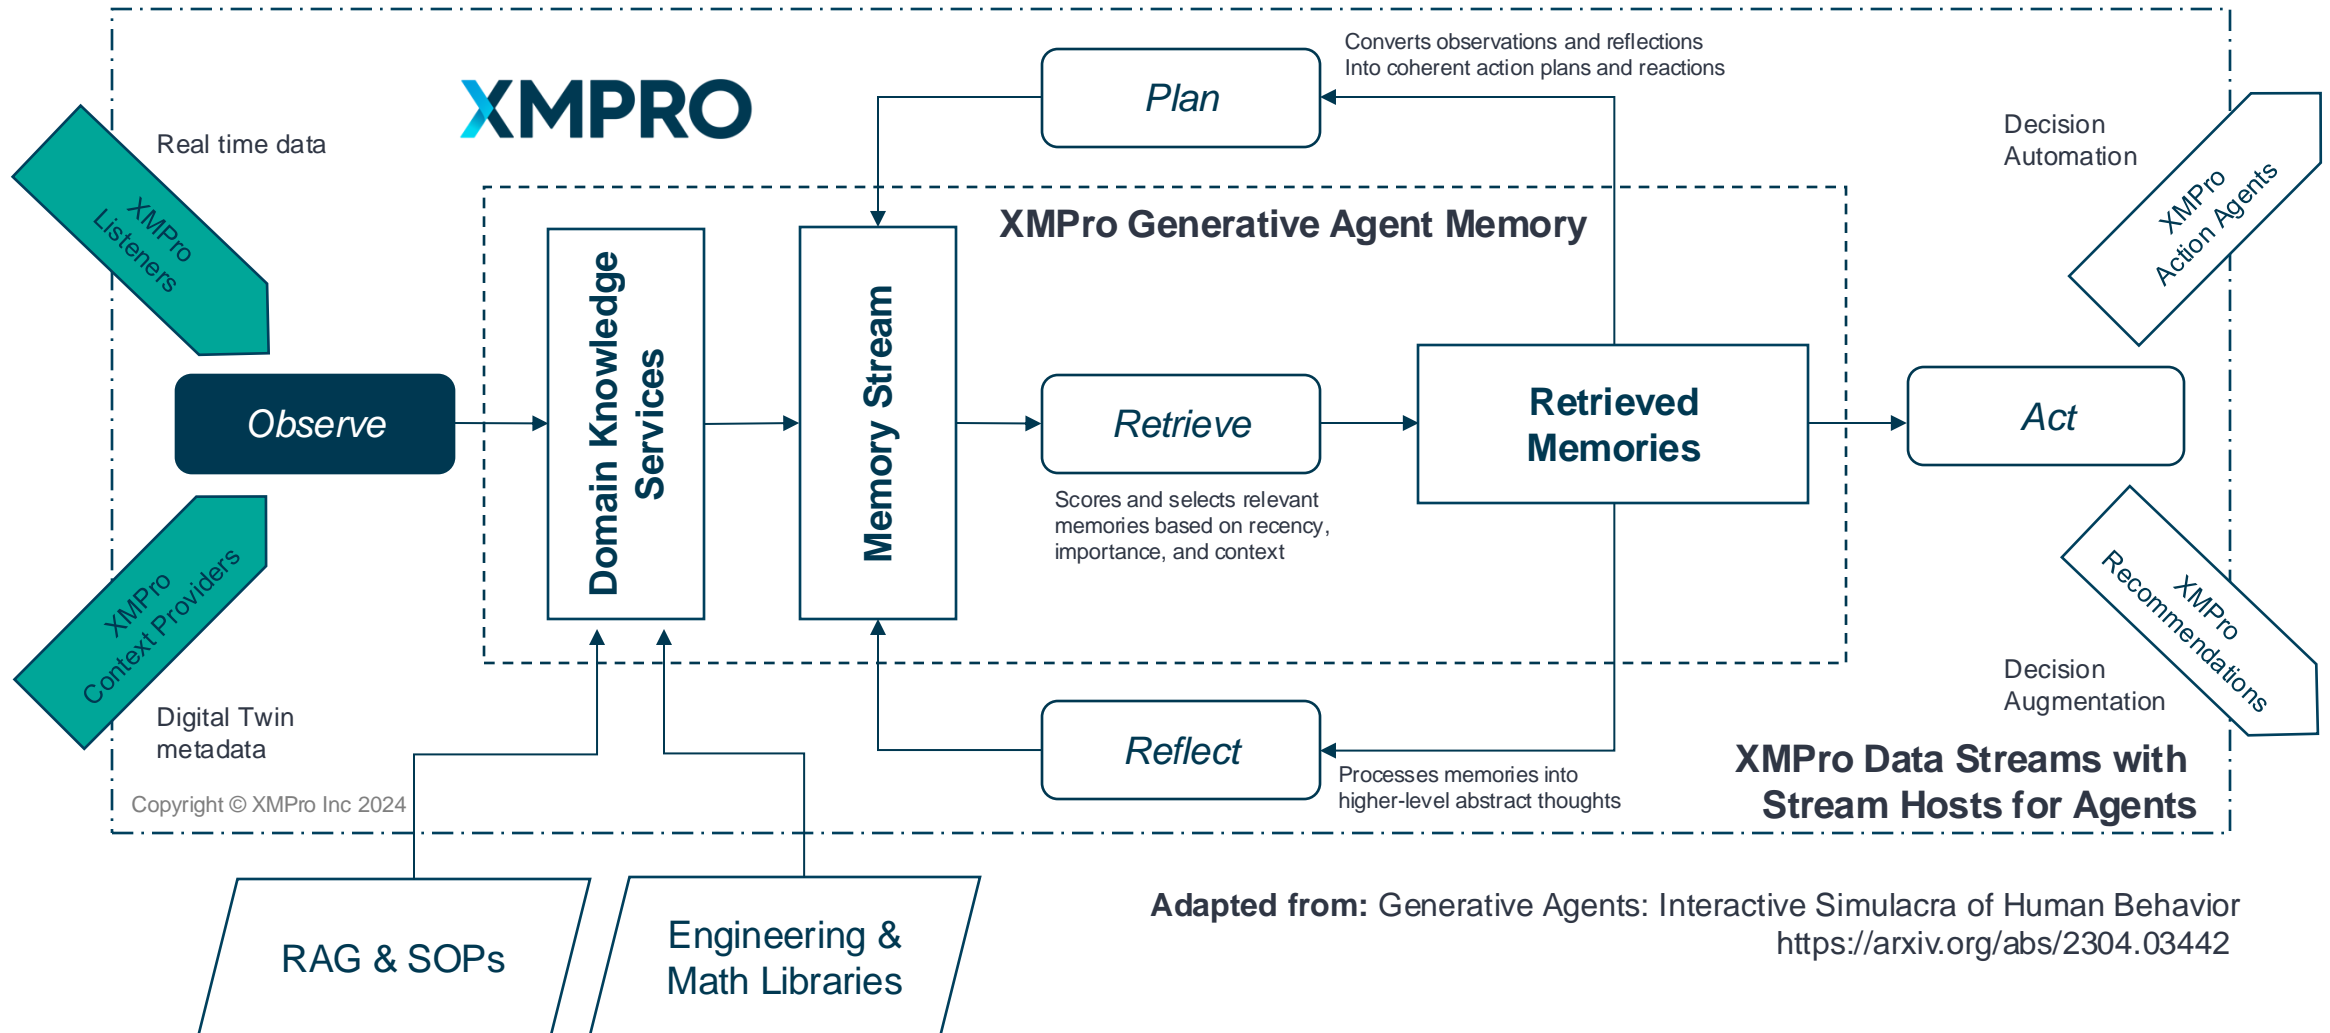 Converts observations and reflections
Into coherent action plans and reactions
Plan
XMPRO
Real time data
XMPro
Listeners
Decision
Automation
XMPro
Action Agents
XMPro Generative Agent Memory
Observe
Domain Knowledge
Services
Memory Stream
Retrieve
Scores and selects relevant
memories based on recency,
importance, and context
Retrieved
Memories
Act
XMPro
Context Providers
Digital Twin
metadata
XMPro
Recommendations
Decision
Augmentation
Reflect
Processes memories into
higher-level abstract thoughts
XMPro Data Streams with
Stream Hosts for Agents
Copyright © XMPro Inc 2024
RAG & SOPs
Engineering &
Math Libraries
Adapted from: Generative Agents: Interactive Simulacra of Human Behavior
https://arxiv.org/abs/2304.03442